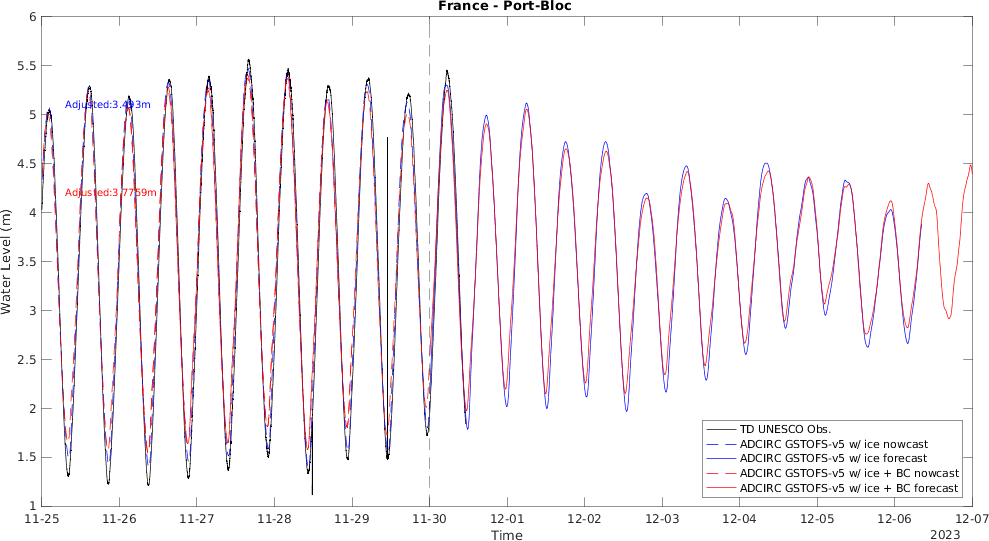 France - Port-Bloc
6
5.5
5
4.5
4
3.5
3
2.5
2
1.5
1
Water Level (m)
Adjusted:3.493m
Adjusted:3.7759m
TD UNESCO Obs.
ADCIRC GSTOFS-v5 w/ ice nowcast
ADCIRC GSTOFS-v5 w/ ice forecast
ADCIRC GSTOFS-v5 w/ ice + BC nowcast
ADCIRC GSTOFS-v5 w/ ice + BC forecast
11-25 11-26 11-27 11-28 11-29 11-30 12-01 12-02 12-03 12-04 12-05 12-06 12-07
Time
2023